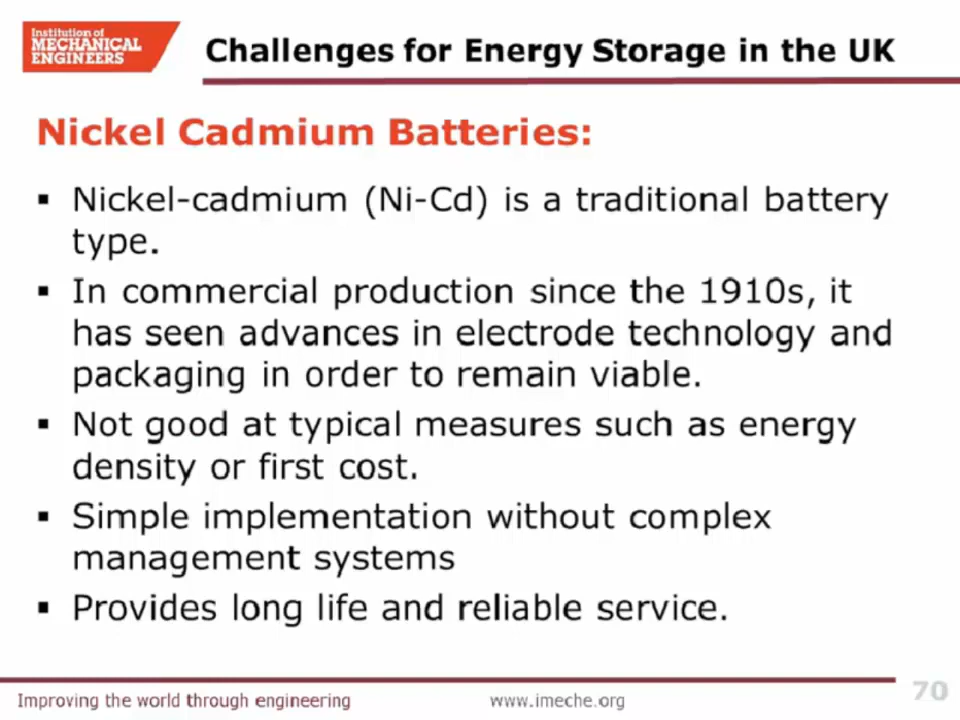 Institution of
MECHANICAL
ENGINEERS
Challenges for Energy Storage in the UK
Nickel Cadmium Batteries:
▪ Nickel-cadmium (Ni-Cd) is a traditional battery
type.
▪ In commercial production since the 1910s, it
has seen advances in electrode technology and
packaging in order to remain viable.
▪ Not good at typical measures such as energy
density or first cost.
▪ Simple implementation without complex
management systems
▪ Provides long life and reliable service.
Improving the world through engineering
www.imeche.org
70